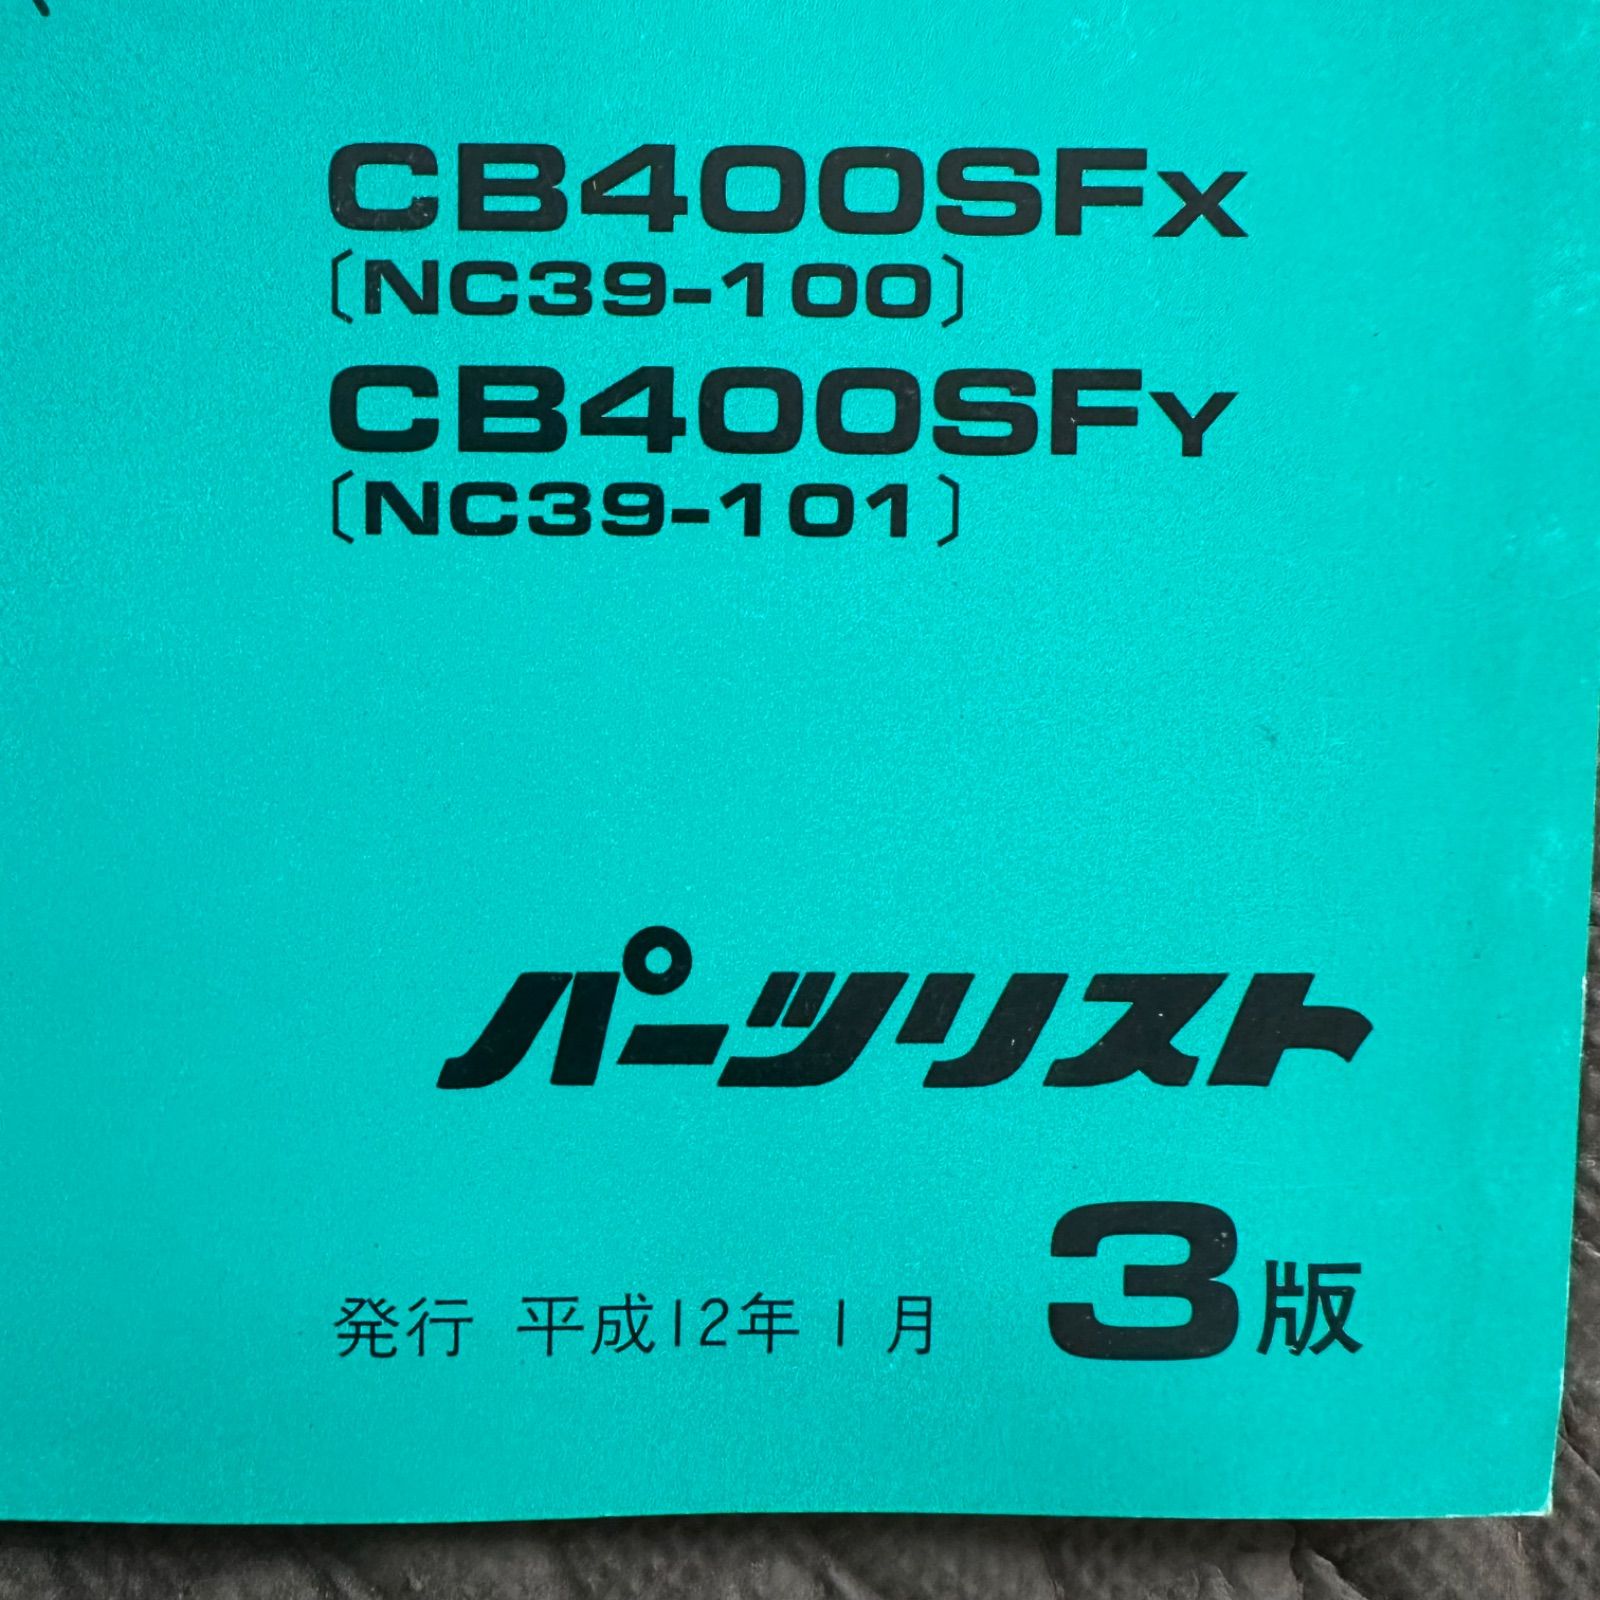 CB400SFX
〔NC39-100〕
CB400SFY
〔NC39-101〕
パーツリスト
発行 平成12年1月 3版